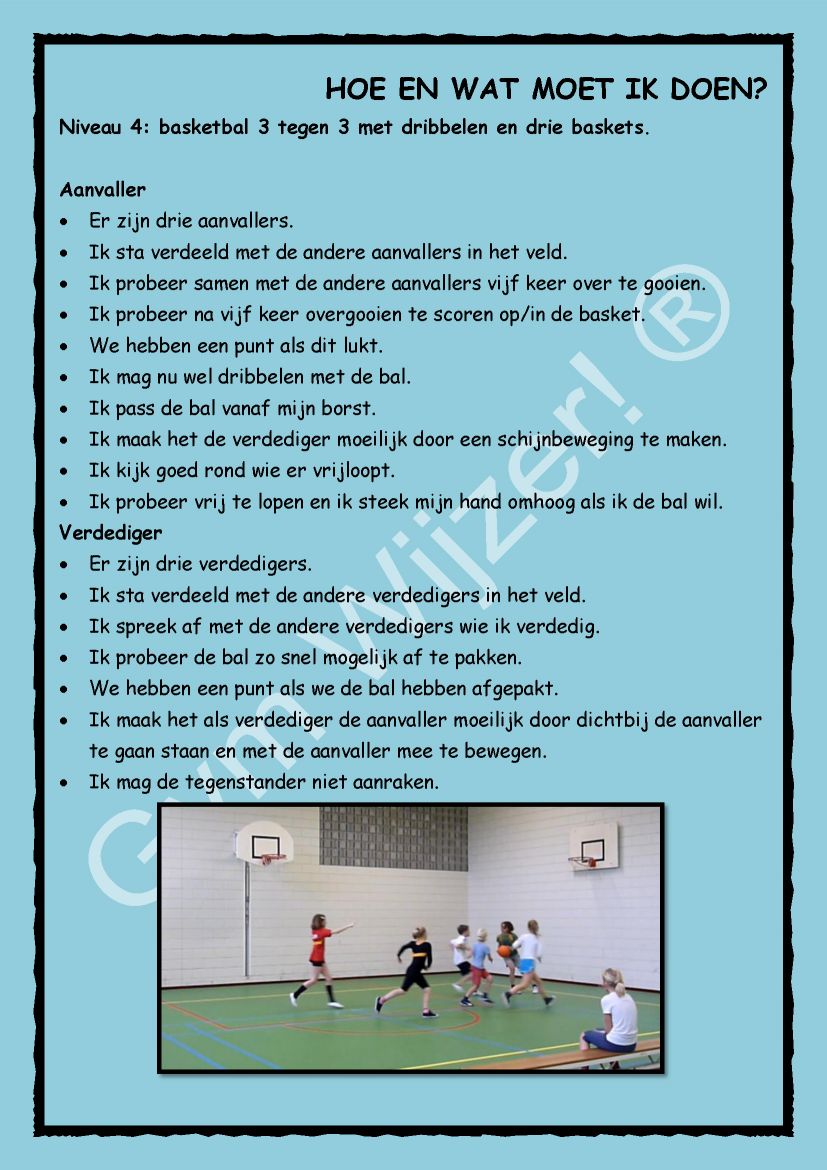 HOE EN WAT MOET IK DOEN?
Niveau 4: basketbal 3 tegen 3 met dribbelen en drie baskets.
Aanvaller
• Er zijn drie aanvallers.
• Ik sta verdeeld met de andere aanvallers in het veld.
• Ik probeer samen met de andere aanvallers vijf keer over te gooien.
• Ik probeer na vijf keer overgooien te scoren op/in de basket.
• We hebben een punt als dit lukt.
• Ik mag nu wel dribbelen met de bal.
• Ik pass de bal vanaf mijn borst.
• Ik maak het de verdediger moeilijk door een schijnbeweging te maken.
• Ik kijk goed rond wie er vrijloopt.
• Ik probeer vrij te lopen en ik steek mijn hand omhoog als ik de bal wil.
Verdediger
• Er zijn drie verdedigers.
• Ik sta verdeeld met de andere verdedigers in het veld.
• Ik spreek af met de andere verdedigers wie ik verdedig.
• Ik probeer de bal zo snel mogelijk af te pakken.
• We hebben een punt als we de bal hebben afgepakt.
• Ik maak het als verdediger de aanvaller moeilijk door dichtbij de aanvaller
te gaan staan en met de aanvaller mee te bewegen.
• Ik mag de tegenstander niet aanraken.
Gym Wijzer! ®